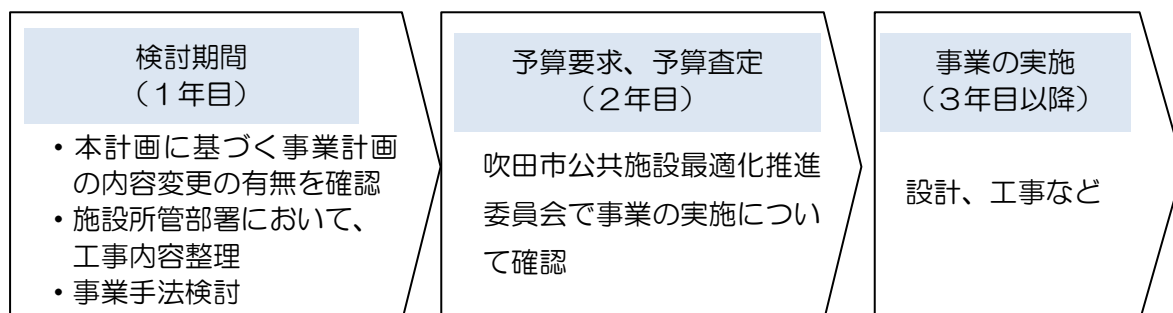 検討期間
(1年目)
・本計画に基づく事業計画
の内容変更の有無を確認
・施設所管部署において、
工事内容整理
・事業手法検討
予算要求、予算査定
(2年目)
吹田市公共施設最適化推進
委員会で事業の実施につい
て確認
事業の実施
(3年目以降)
設計、工事など